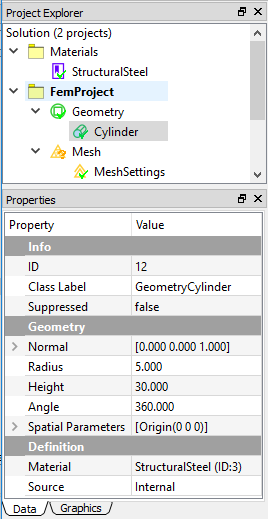 Project Explorer
Solution (2 projects)
Materials
StructuralSteel
FemProject
Geometry
Cylinder
Mesh
MeshSettings
Properties
Property Value
Info
ID 12
Class Label GeometryCylinder
Suppressed false
Geometry
Normal [0.000 0.000 1.000]
Radius 5.000
Height 30.000
Angle 360.000
Spatial Parameters [Origin(0 0 0)]
Definition
Material StructuralSteel (ID:3)
Source Internal
Data Graphics